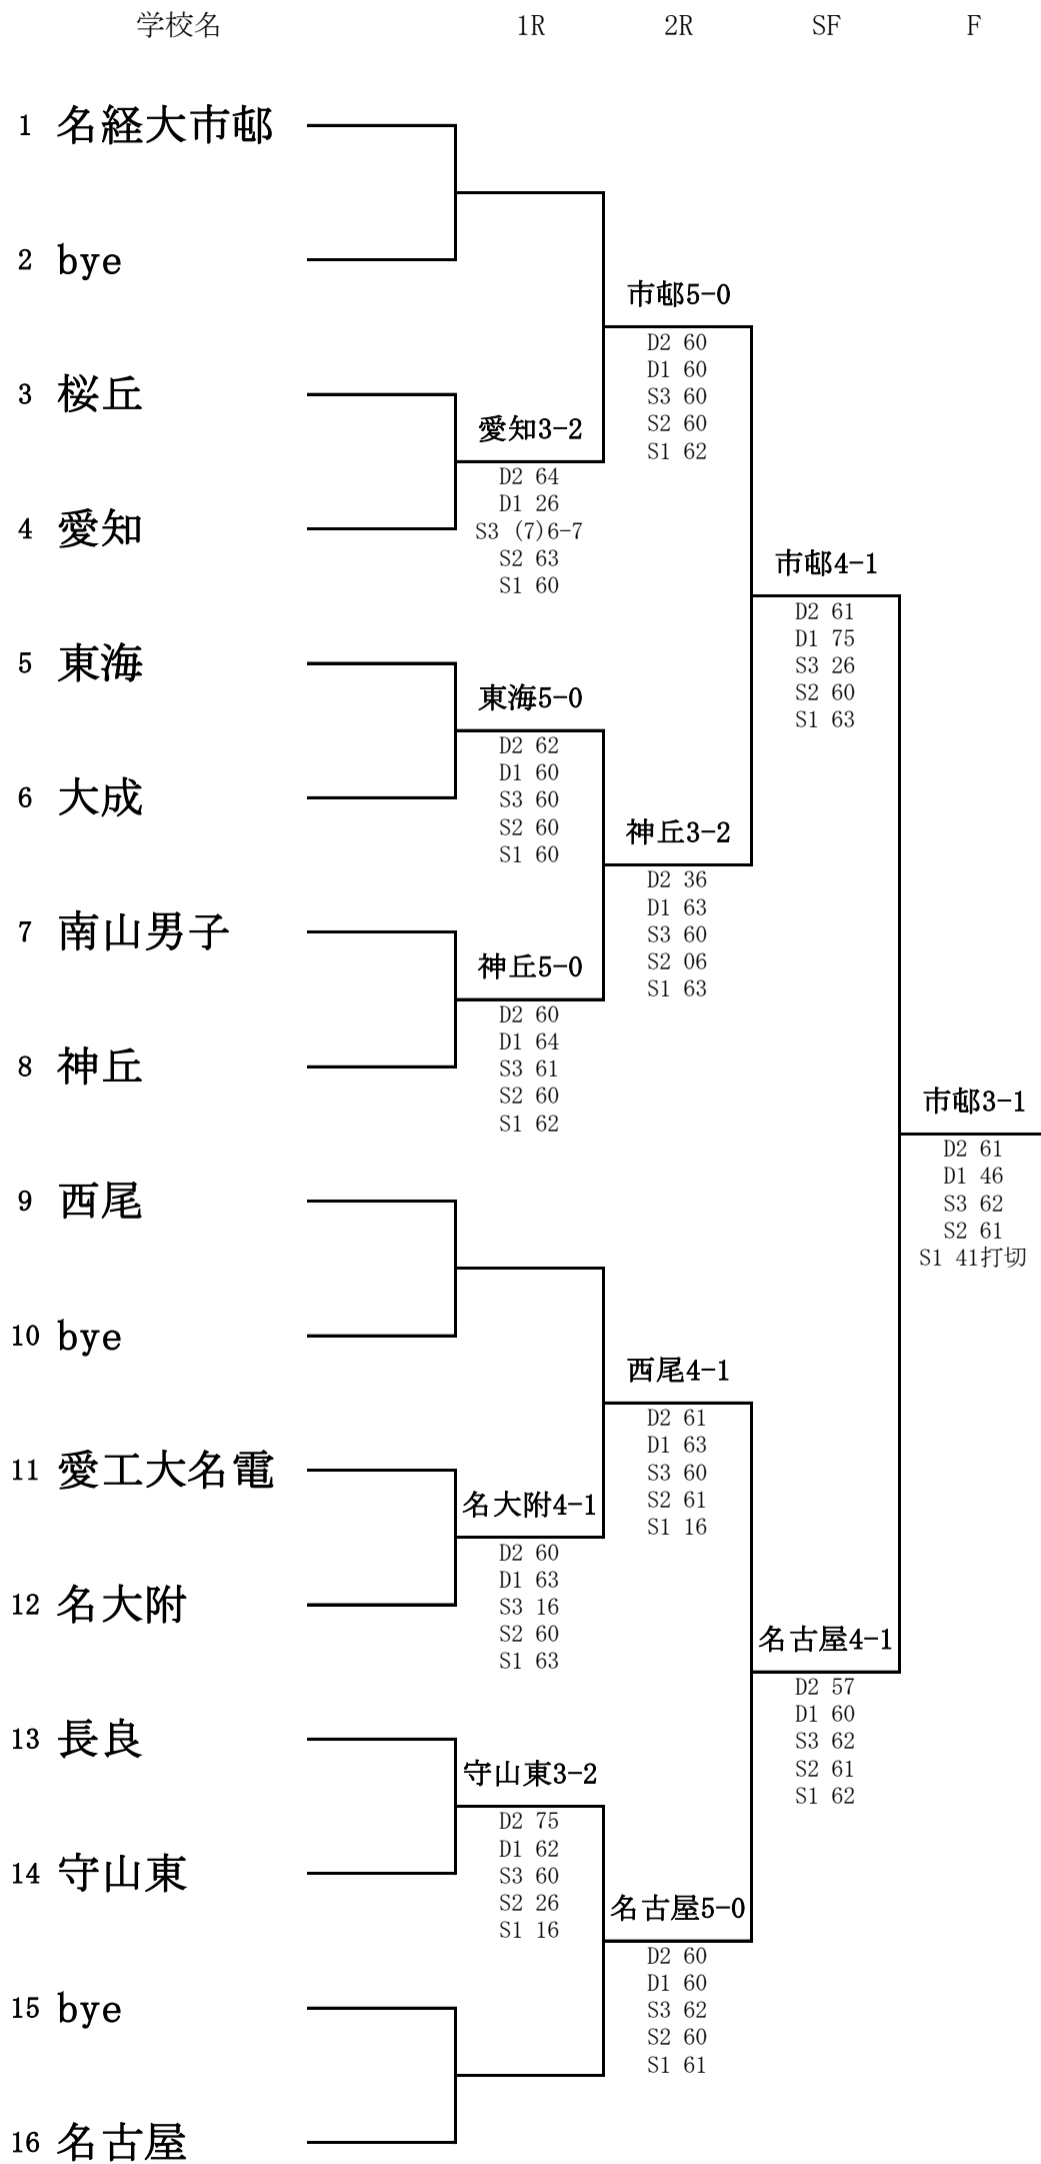 学校名 1R 2R SF F
1 名経大市邨
2 bye
市邨5-0
D2 60
D1 60
3 桜丘
S3 60
愛知3-2
S2 60
S1 62
D2 64
D1 26
4 愛知
S3 (7)6-7
S2 63
市邨4-1
S1 60
D2 61
D1 75
5 東海
S3 26
東海5-0
S2 60
S1 63
D2 62
D1 60
6 大成
S3 60
S2 60
神丘3-2
S1 60
D2 36
D1 63
7 南山男子
S3 60
神丘5-0
S2 06
S1 63
D2 60
D1 64
8 神丘
S3 61
S2 60
市邨3-1
S1 62
D2 61
D1 46
9 西尾
S3 62
S2 61
S1 41打切
10 bye
西尾4-1
D2 61
D1 63
11 愛工大名電
S3 60
名大附4-1
S2 61
S1 16
D2 60
D1 63
12 名大附
S3 16
S2 60
名古屋4-1
S1 63
D2 57
D1 60
13 長良
S3 62
守山東3-2
S2 61
S1 62
D2 75
D1 62
14 守山東
S3 60
S2 26
名古屋5-0
S1 16
D2 60
D1 60
15 bye
S3 62
S2 60
S1 61
16 名古屋